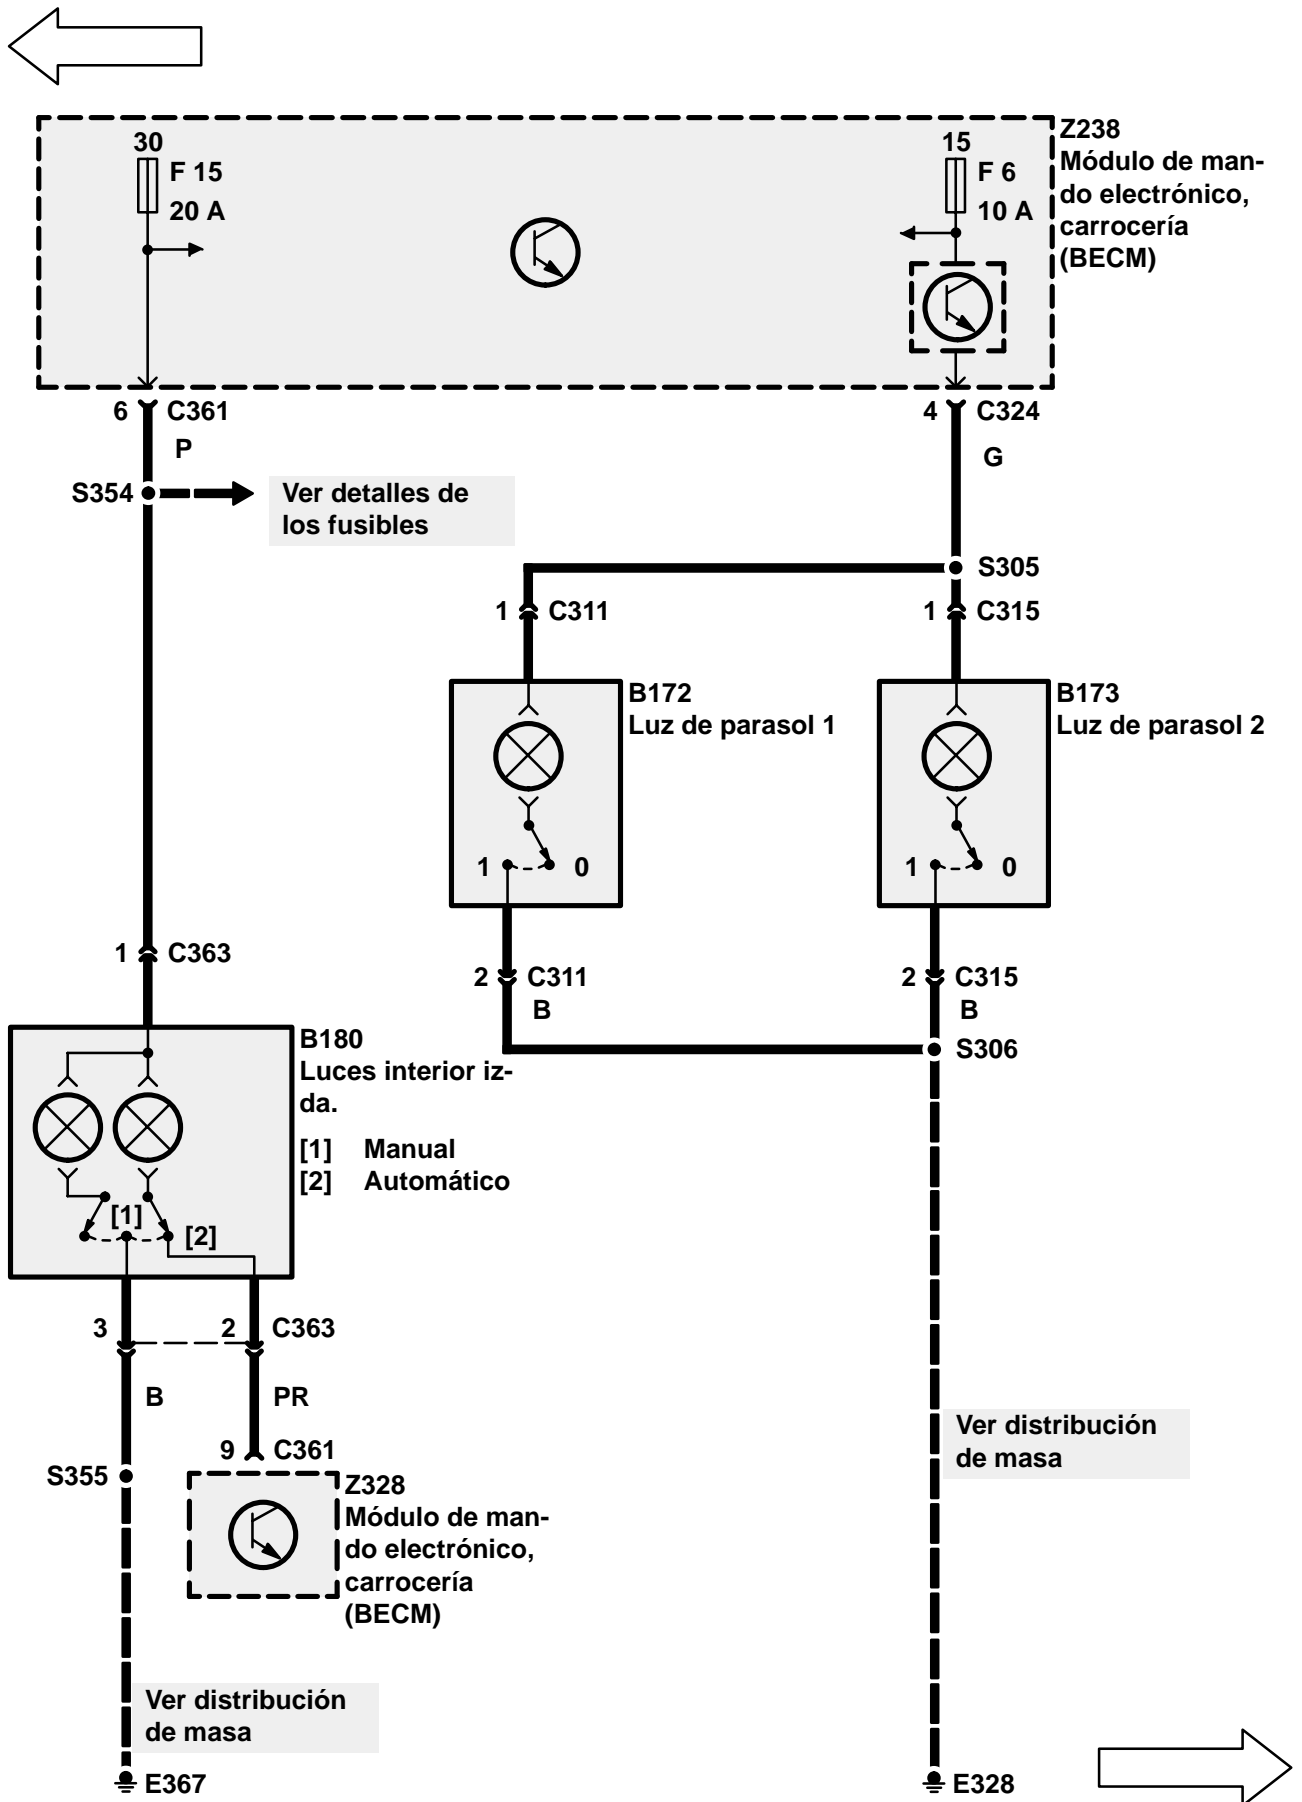 30
F 15
20 A
15
F 6
10 A
Z238
Módulo de man-
do electrónico,
carrocería
(BECM)
6 C361
P
4 C324
G
S354
Ver detalles de
los fusibles
S305
1 C311
1 C315
B172
Luz de parasol 1
B173
Luz de parasol 2
1 0
1 0
1 C363
2 C311
B
2 C315
B
S306
B180
Luces interior iz-
da.
[1] Manual
[2] Automático
[1]
[2]
3 2 C363
B PR
9 C361
S355
Z328
Módulo de man-
do electrónico,
carrocería
(BECM)
Ver distribución
de masa
Ver distribución
de masa
E367
E328